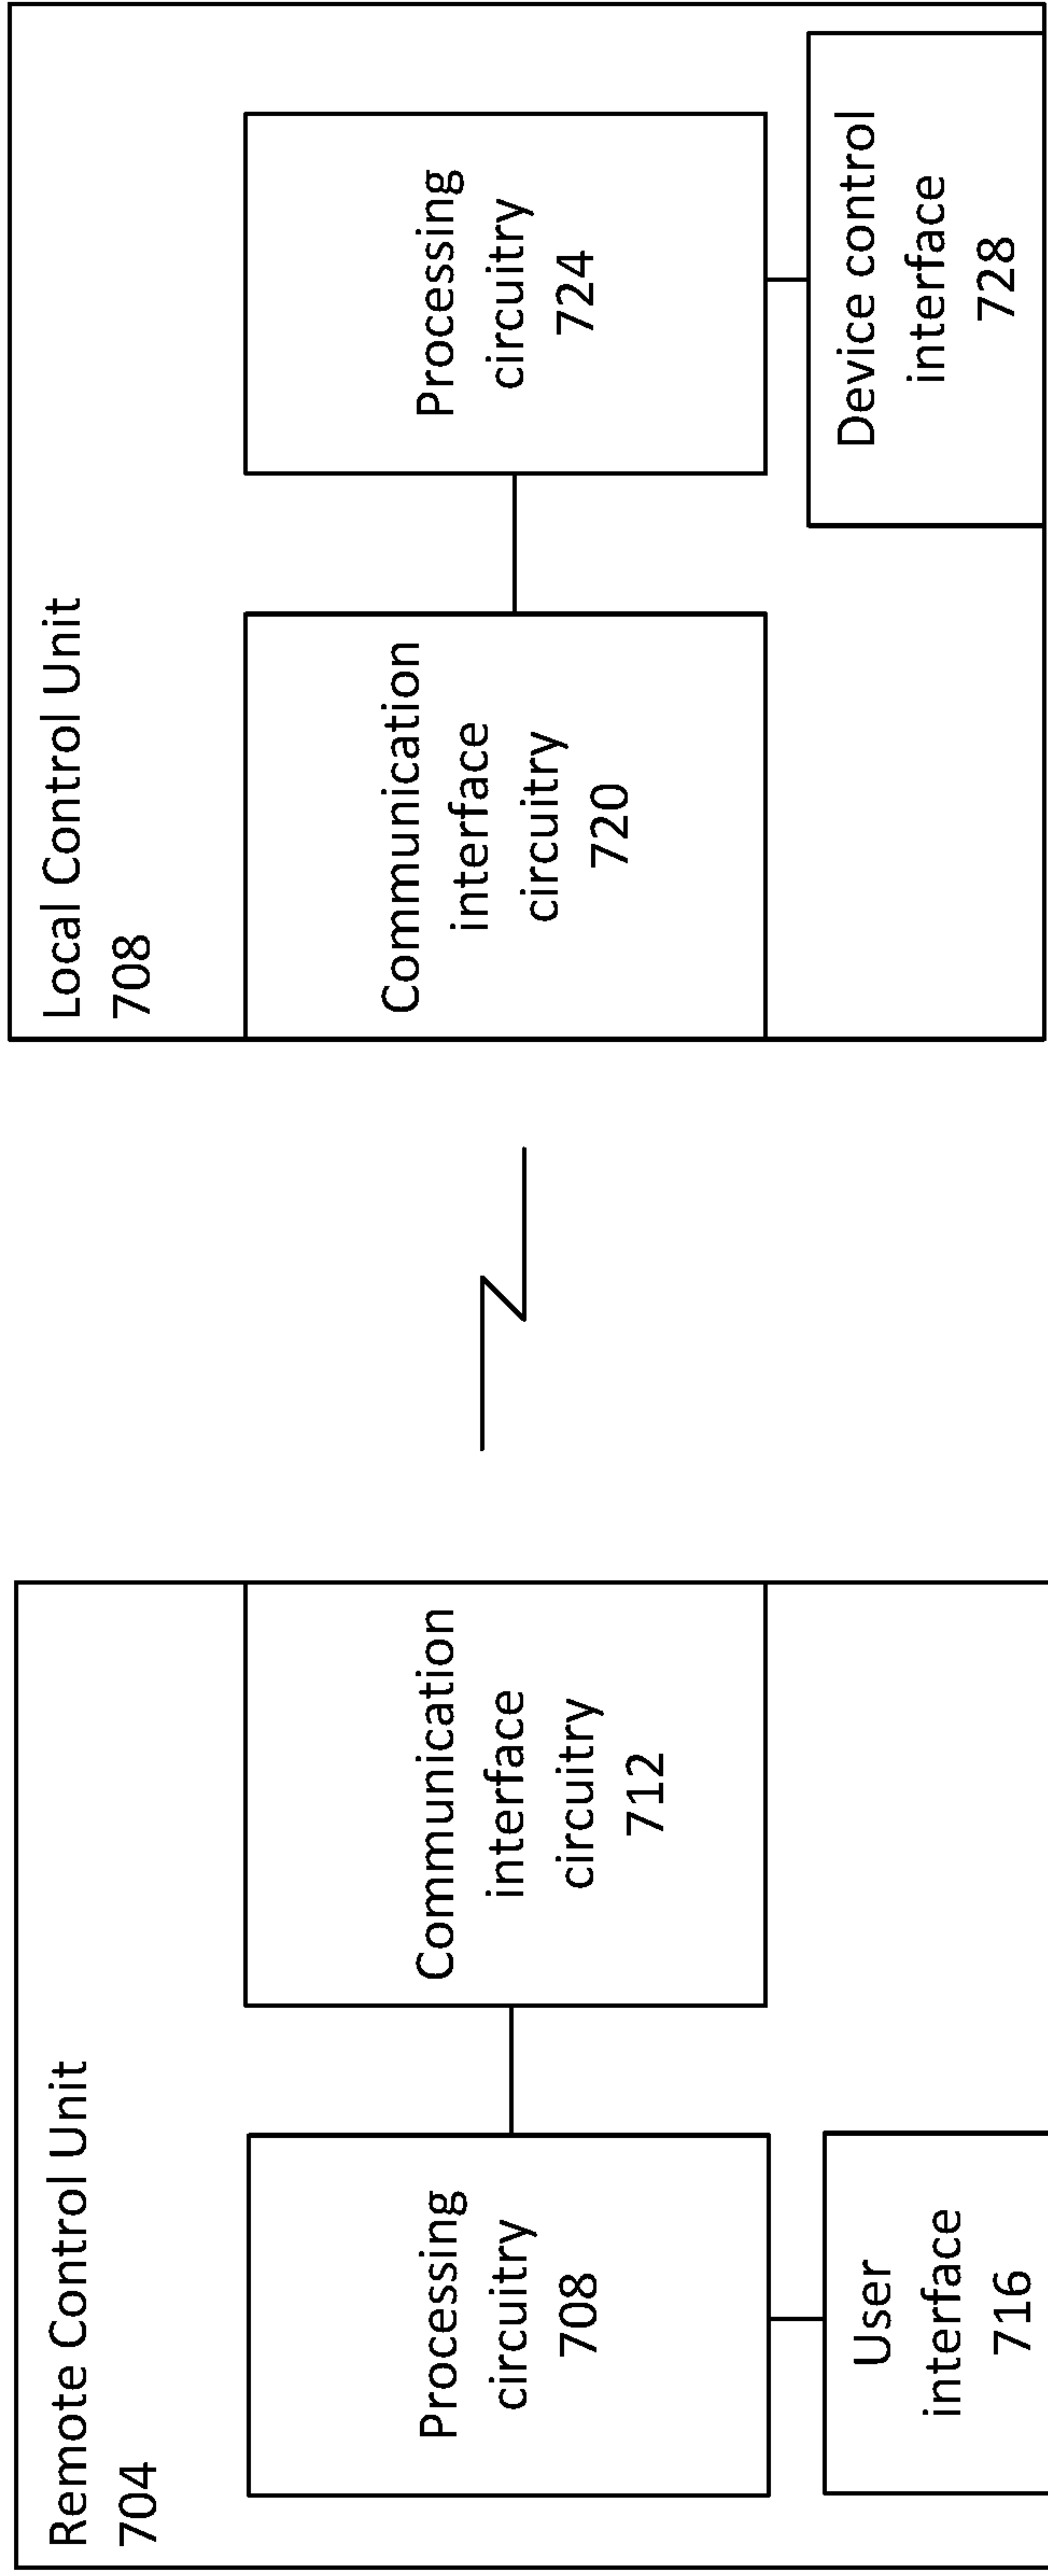 Remote Control Unit
704
Processing
circuitry
708
Communication
interface
circuitry
712
User
interface
716
Local Control Unit
708
Communication
interface
circuitry
720
Processing
circuitry
724
Device control
interface
728